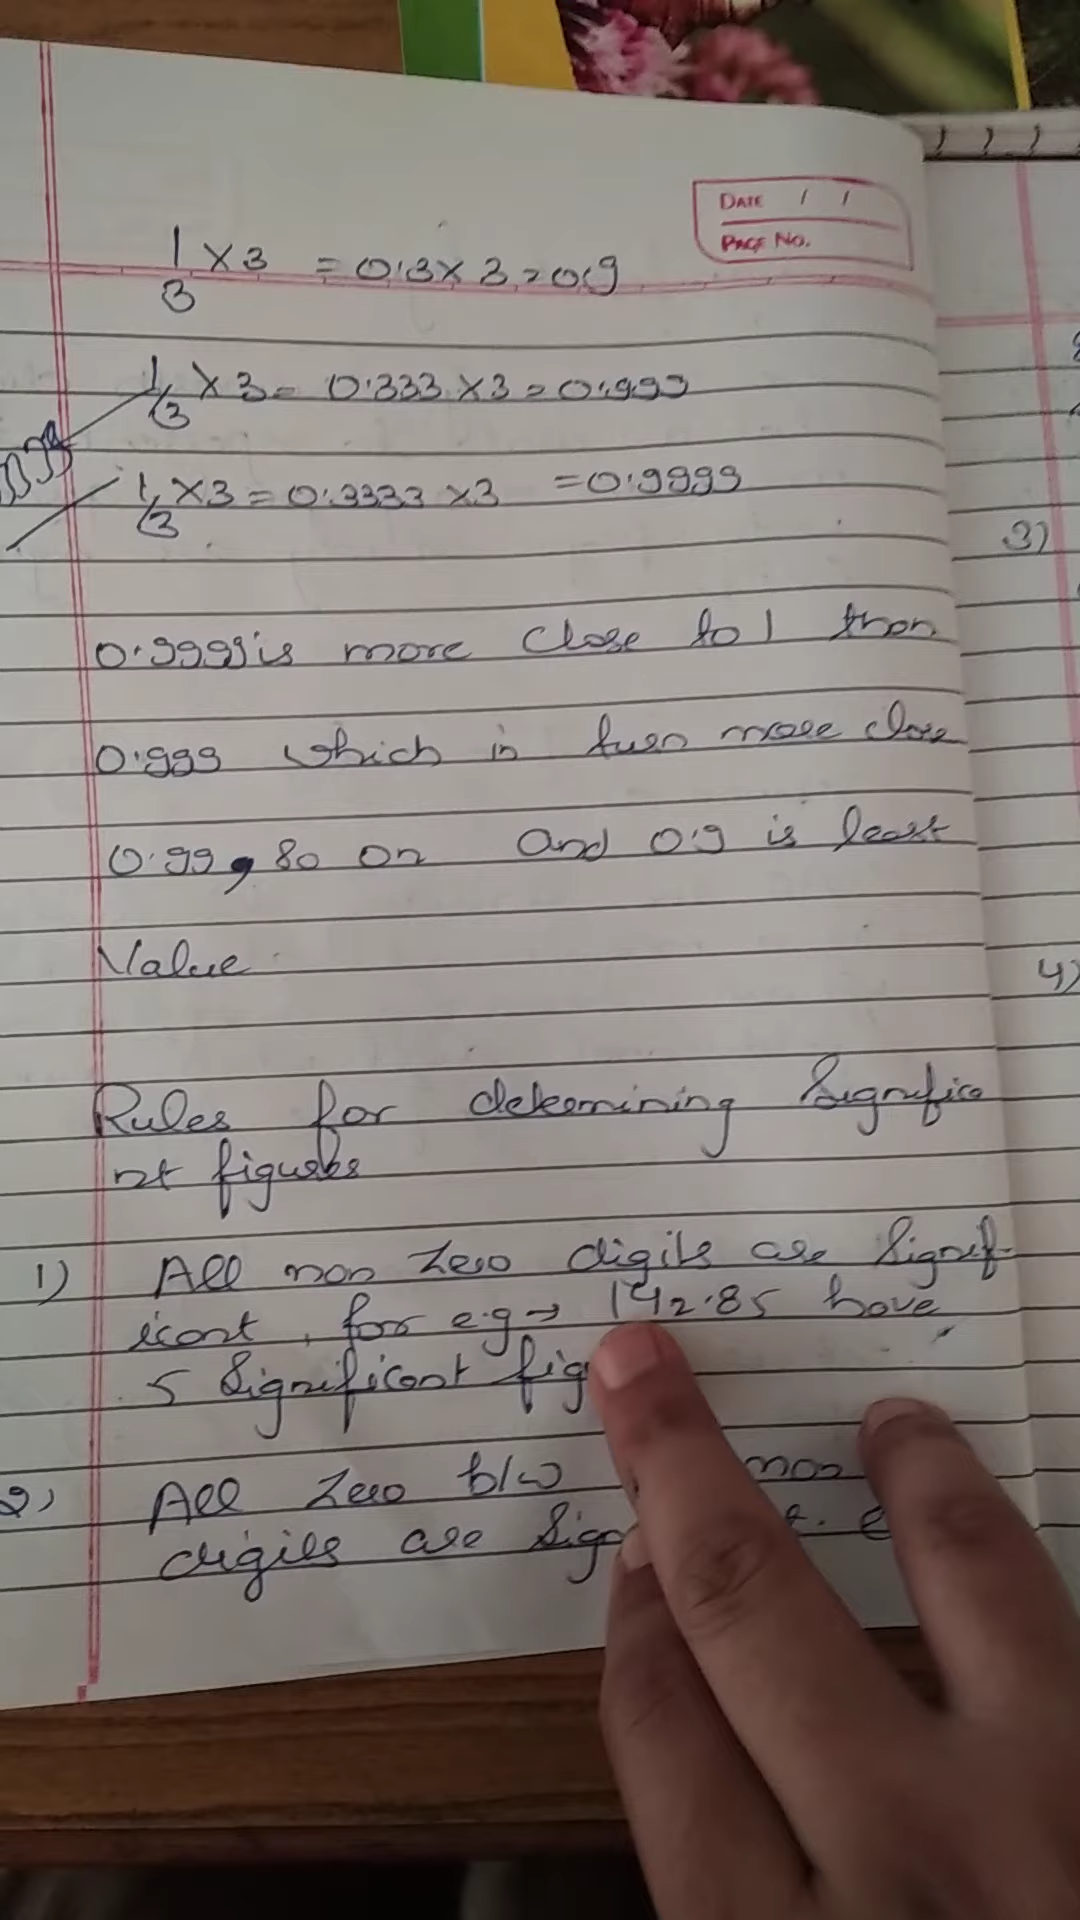 DATE / /
PAGE NO.
1/3 x 3 = 0.3 x 3 = 0.9
1/3 x 3 = 0.333 x 3 = 0.999
1/3 x 3 = 0.3333 x 3 = 0.9999
0.9999 is more close to 1 than
0.999 which in turn more close
0.99, so on and 0.9 is least
Value
Rules for determining Significa
nt figures
1) All non zero digits are Signif-
icant, for e.g → 142.85 have
5 Significant fig
2) All zero b/w non
digits are Sig
3)
4)